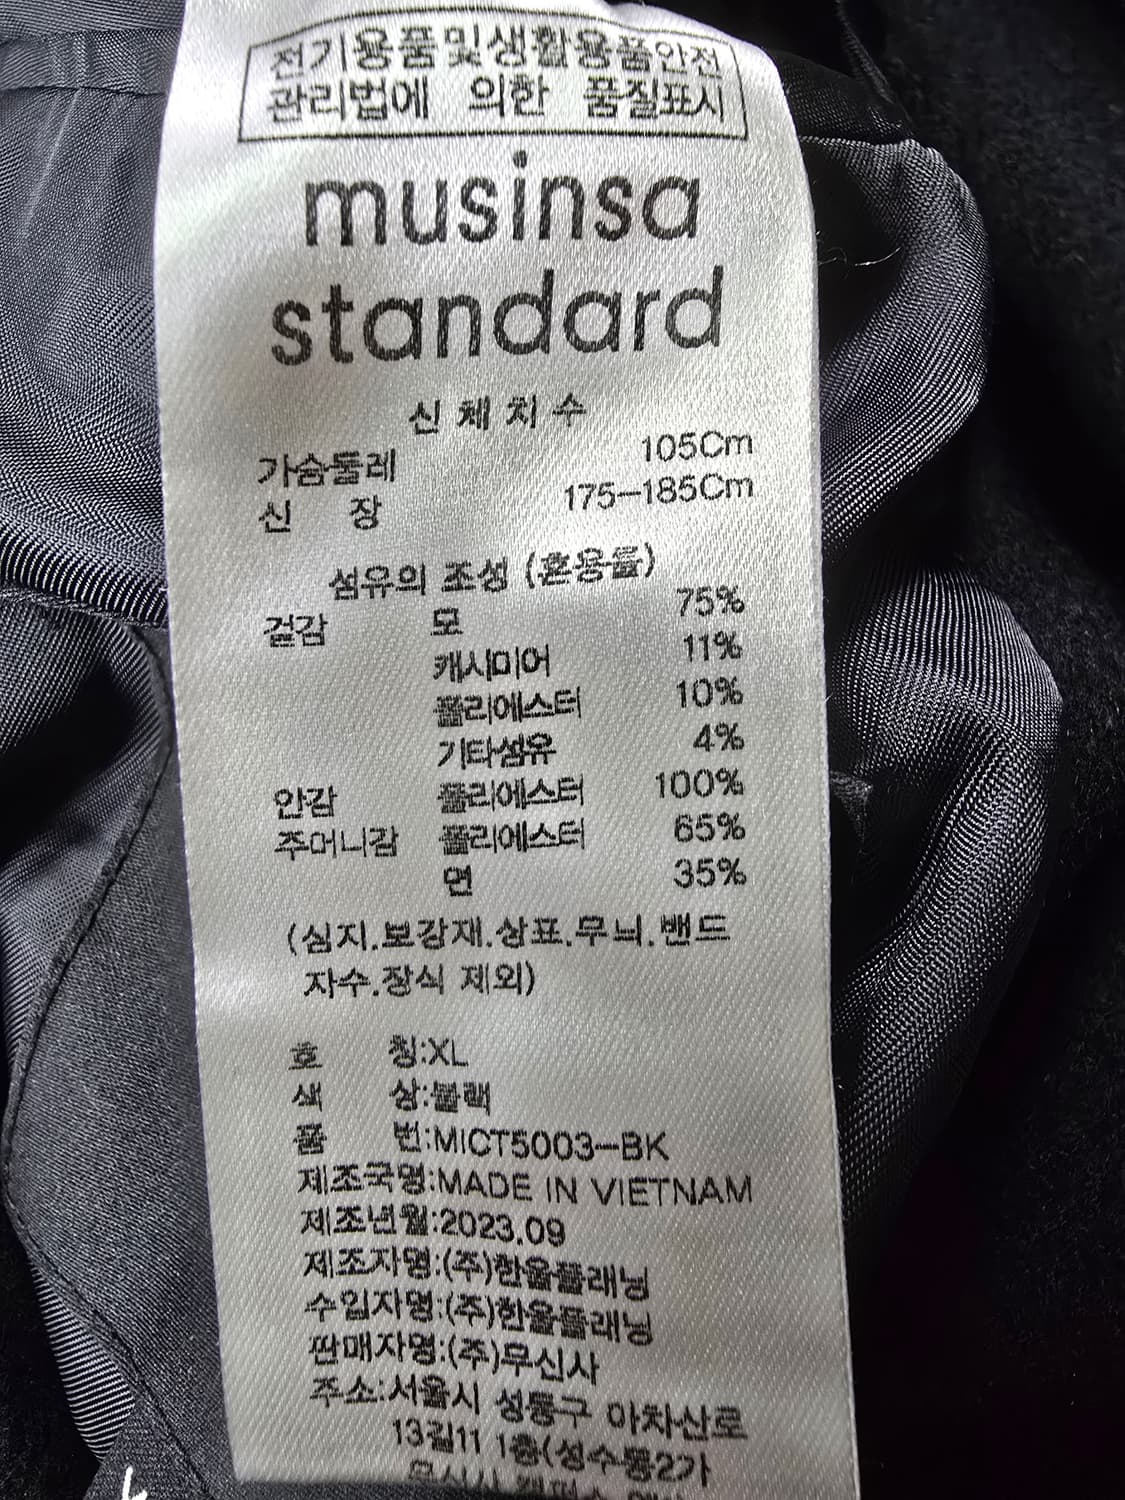 전기용품및생활용품안전
관리법에 의한 품질표시
musinsa
standard
신체치수
가슴둘레 105Cm
신 장 175-185Cm
섬유의 조성 (혼용률)
겉감 모 75%
캐시미어 11%
폴리에스터 10%
기타섬유 4%
안감 폴리에스터 100%
주머니감 폴리에스터 65%
면 35%
(심지.보강재.상표.무늬.밴드
자수.장식 제외)
호 칭:XL
색 상:블랙
품 번:MICT5003-BK
제조국명:MADE IN VIETNAM
제조년월:2023.09
제조자명:(주)한울플래닝
수입자명:(주)한울플래닝
판매자명:(주)무신사
주소:서울시 성동구 아차산로
13길11 1층(성수동2가
무신사 캠퍼스